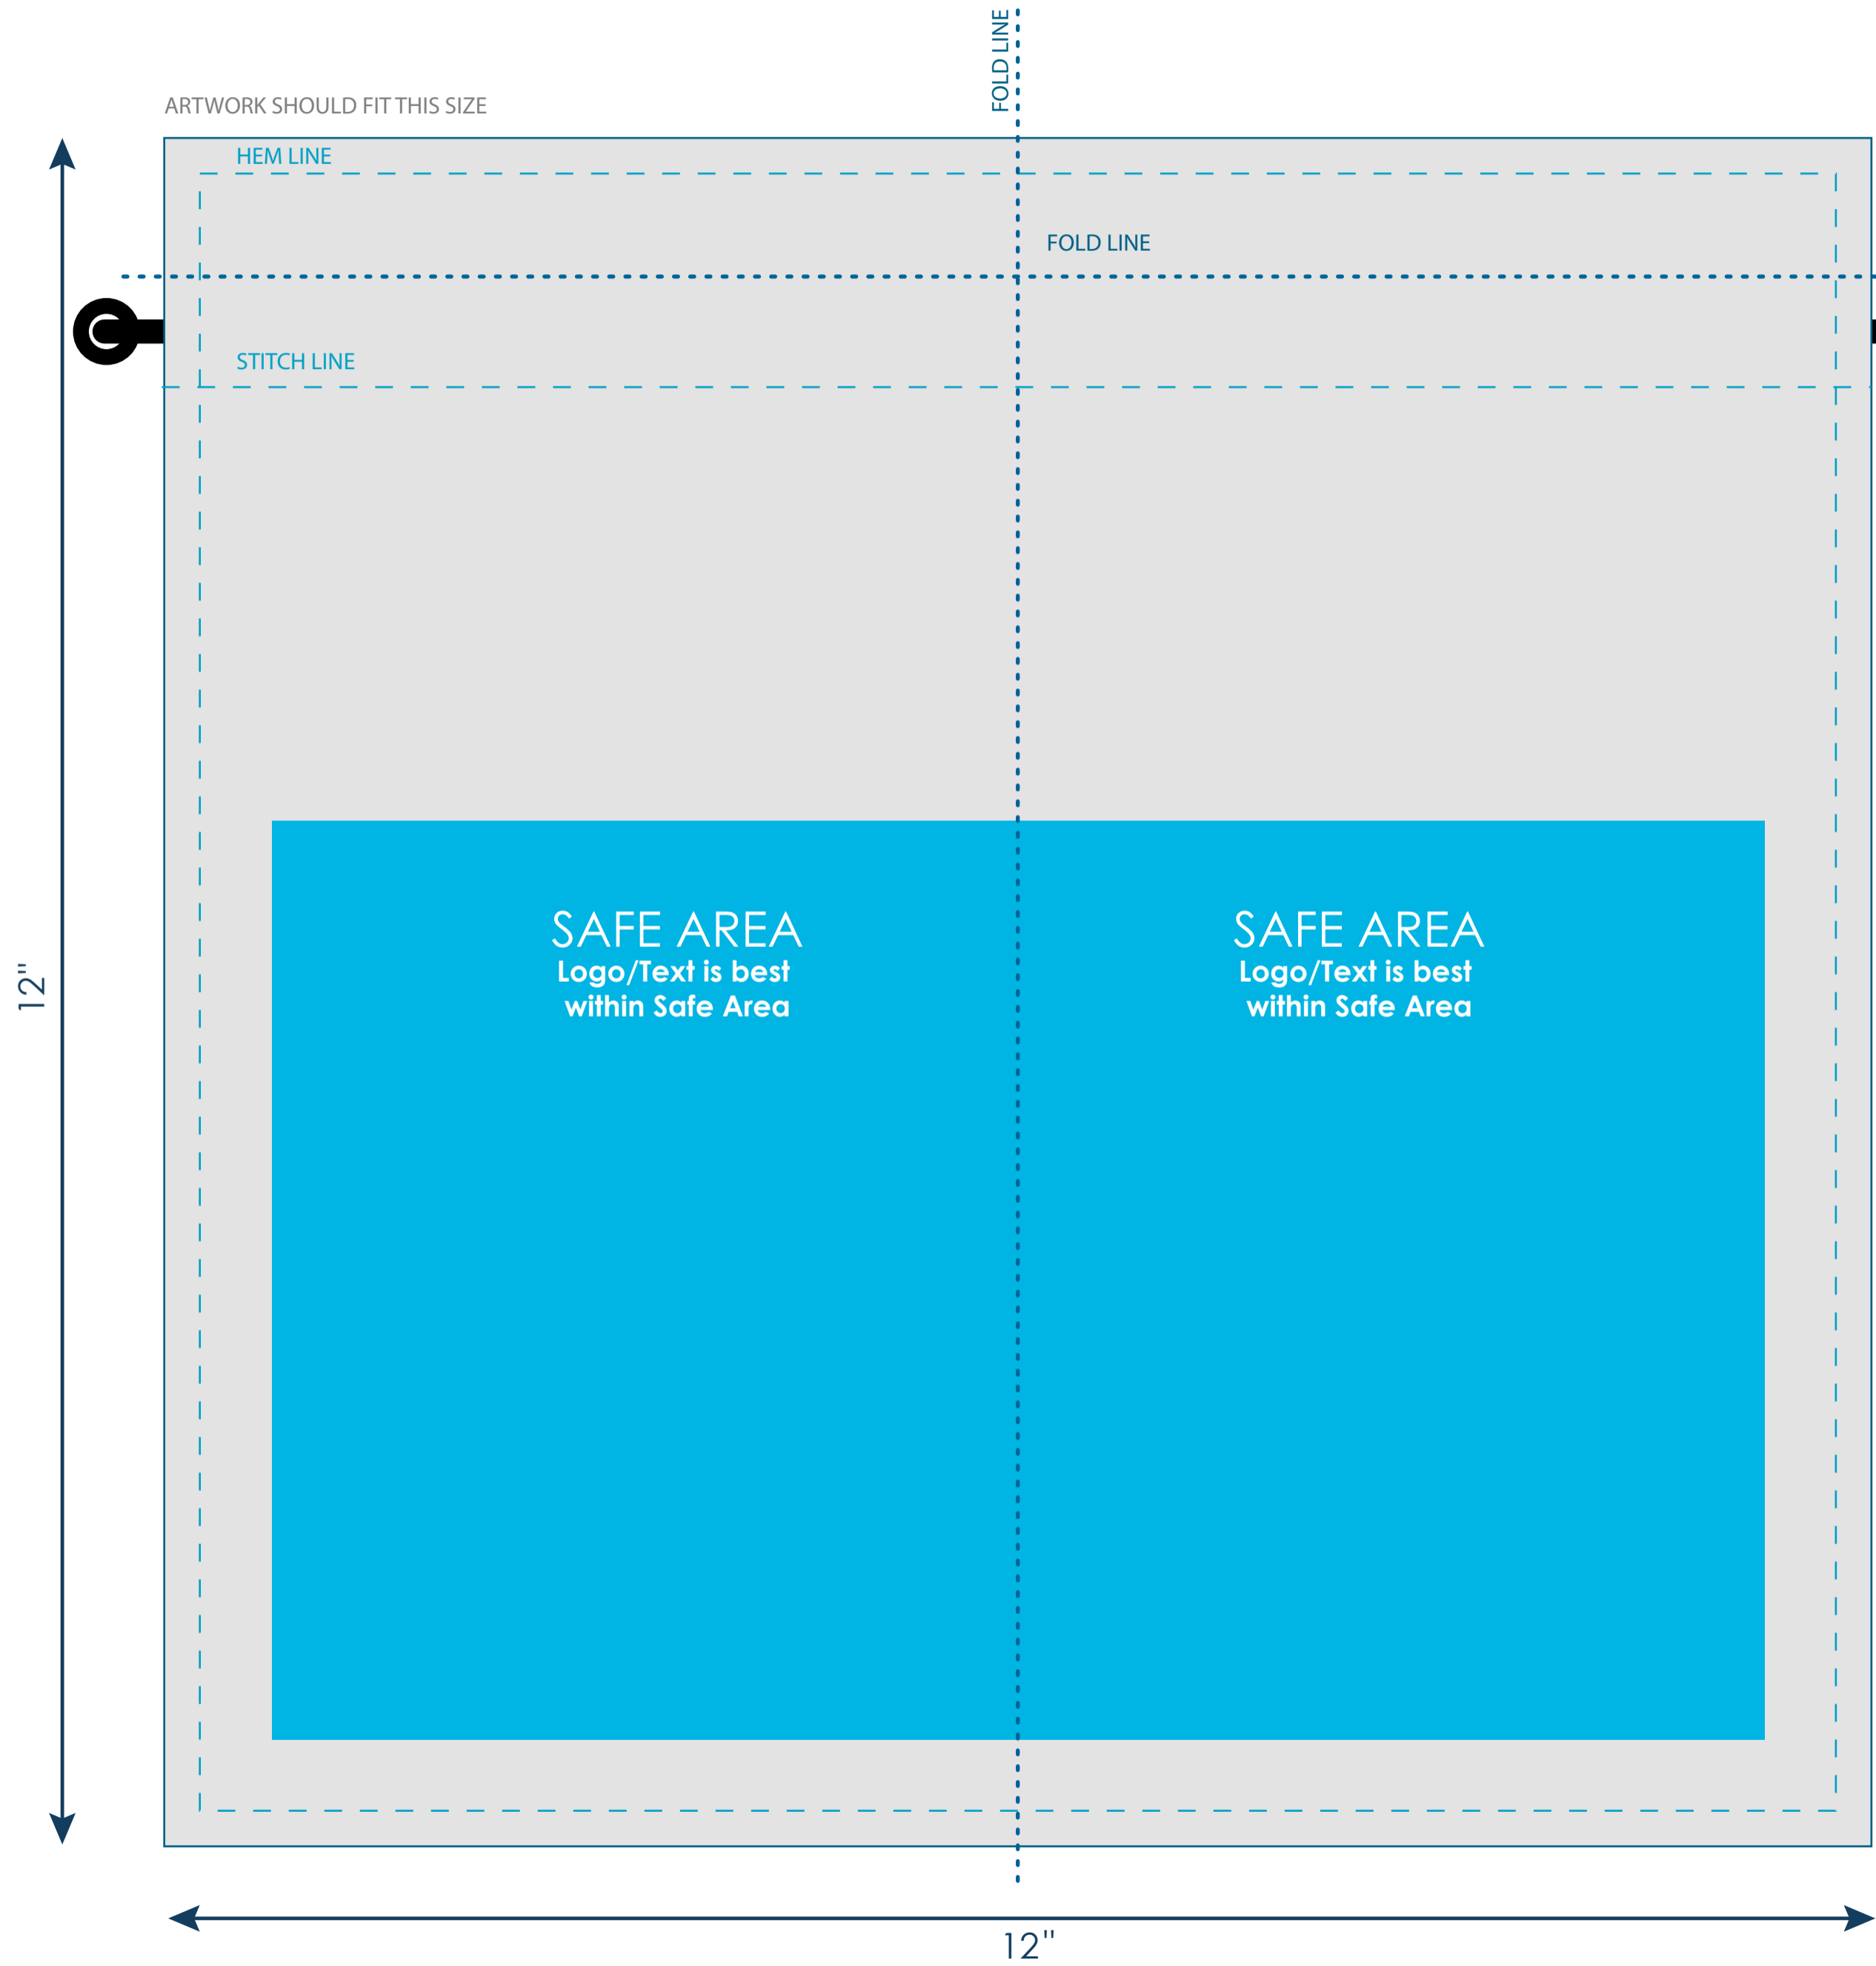 FOLD LINE
ARTWORK SHOULD FIT THIS SIZE
HEM LINE
FOLD LINE
STITCH LINE
SAFE AREA
Logo/Text is best
within Safe Area
SAFE AREA
Logo/Text is best
within Safe Area
12"
12"